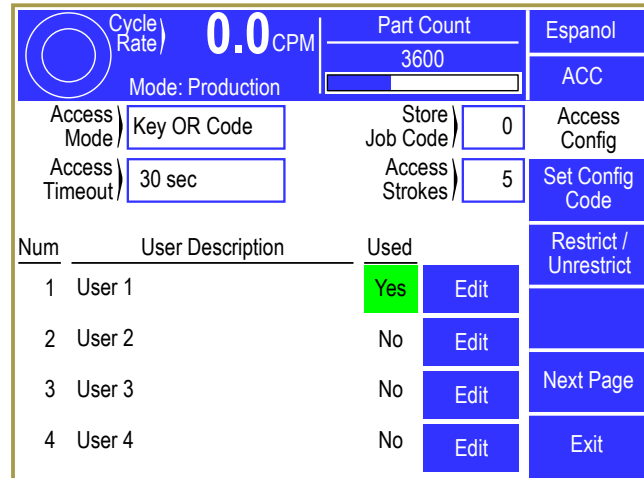 Cycle Rate 0.0 CPM
Mode: Production
Part Count
3600
Espanol
ACC
Access Mode Key OR Code
Store Job Code 0
Access Config
Access Timeout 30 sec
Access Strokes 5
Set Config Code
Num User Description Used
Restrict / Unrestrict
1 User 1 Yes Edit
2 User 2 No Edit
3 User 3 No Edit
Next Page
4 User 4 No Edit
Exit